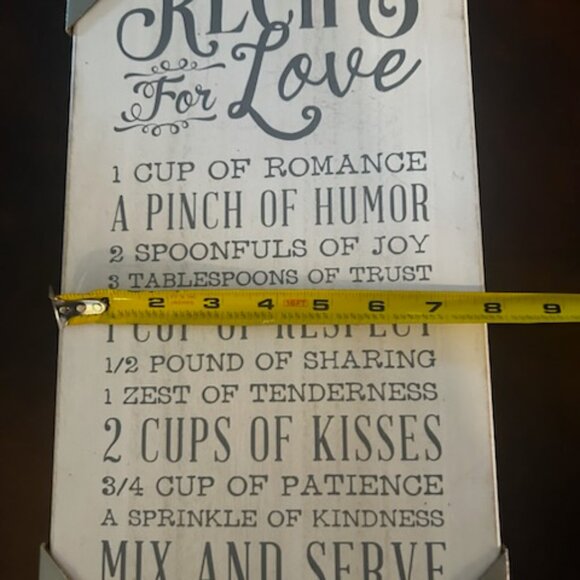 RECIPE
For Love
1 CUP OF ROMANCE
A PINCH OF HUMOR
2 SPOONFULS OF JOY
3 TABLESPOONS OF TRUST
2 3 4 16FT 5 6 7 8 9
1 CUP OF RESPECT
1/2 POUND OF SHARING
1 ZEST OF TENDERNESS
2 CUPS OF KISSES
3/4 CUP OF PATIENCE
A SPRINKLE OF KINDNESS
MIX AND SERVE